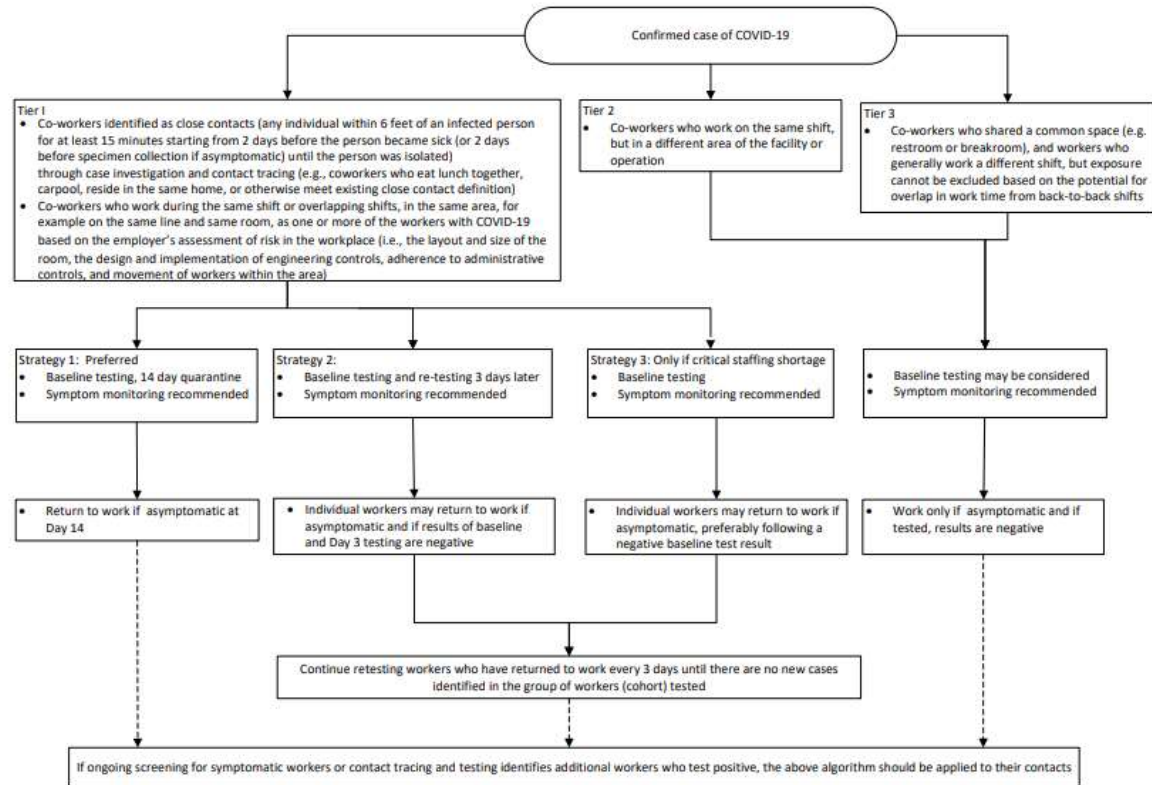 Confirmed case of COVID-19
Tier I
• Co-workers identified as close contacts (any individual within 6 feet of an infected person
for at least 15 minutes starting from 2 days before the person became sick (or 2 days
before specimen collection if asymptomatic) until the person was isolated)
through case investigation and contact tracing (e.g., coworkers who eat lunch together,
carpool, reside in the same home, or otherwise meet existing close contact definition)
• Co-workers who work during the same shift or overlapping shifts, in the same area, for
example on the same line and same room, as one or more of the workers with COVID-19
based on the employer's assessment of risk in the workplace (i.e., the layout and size of the
room, the design and implementation of engineering controls, adherence to administrative
controls, and movement of workers within the area)
Tier 2
• Co-workers who work on the same shift,
but in a different area of the facility or
operation
Tier 3
• Co-workers who shared a common space (e.g.
restroom or breakroom), and workers who
generally work a different shift, but exposure
cannot be excluded based on the potential for
overlap in work time from back-to-back shifts
Strategy 1: Preferred
• Baseline testing, 14 day quarantine
• Symptom monitoring recommended
Strategy 2:
• Baseline testing and re-testing 3 days later
• Symptom monitoring recommended
Strategy 3: Only if critical staffing shortage
• Baseline testing
• Symptom monitoring recommended
• Baseline testing may be considered
• Symptom monitoring recommended
• Return to work if asymptomatic at
Day 14
• Individual workers may return to work if
asymptomatic and if results of baseline
and Day 3 testing are negative
• Individual workers may return to work if
asymptomatic, preferably following a
negative baseline test result
• Work only if asymptomatic and if
tested, results are negative
Continue retesting workers who have returned to work every 3 days until there are no new cases
identified in the group of workers (cohort) tested
If ongoing screening for symptomatic workers or contact tracing and testing identifies additional workers who test positive, the above algorithm should be applied to their contacts